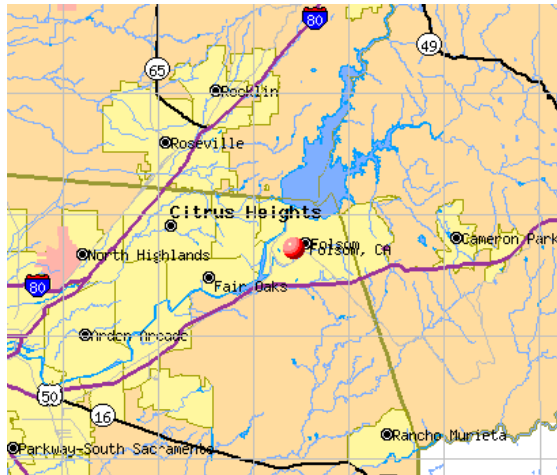 80
49
65
Rocklin
Roseville
Citrus Heights
North Highlands
Folsom
Folsom, CA
Cameron Park
80
Fair Oaks
Arden Arcade
50
16
Rancho Murieta
Parkway-South Sacramento